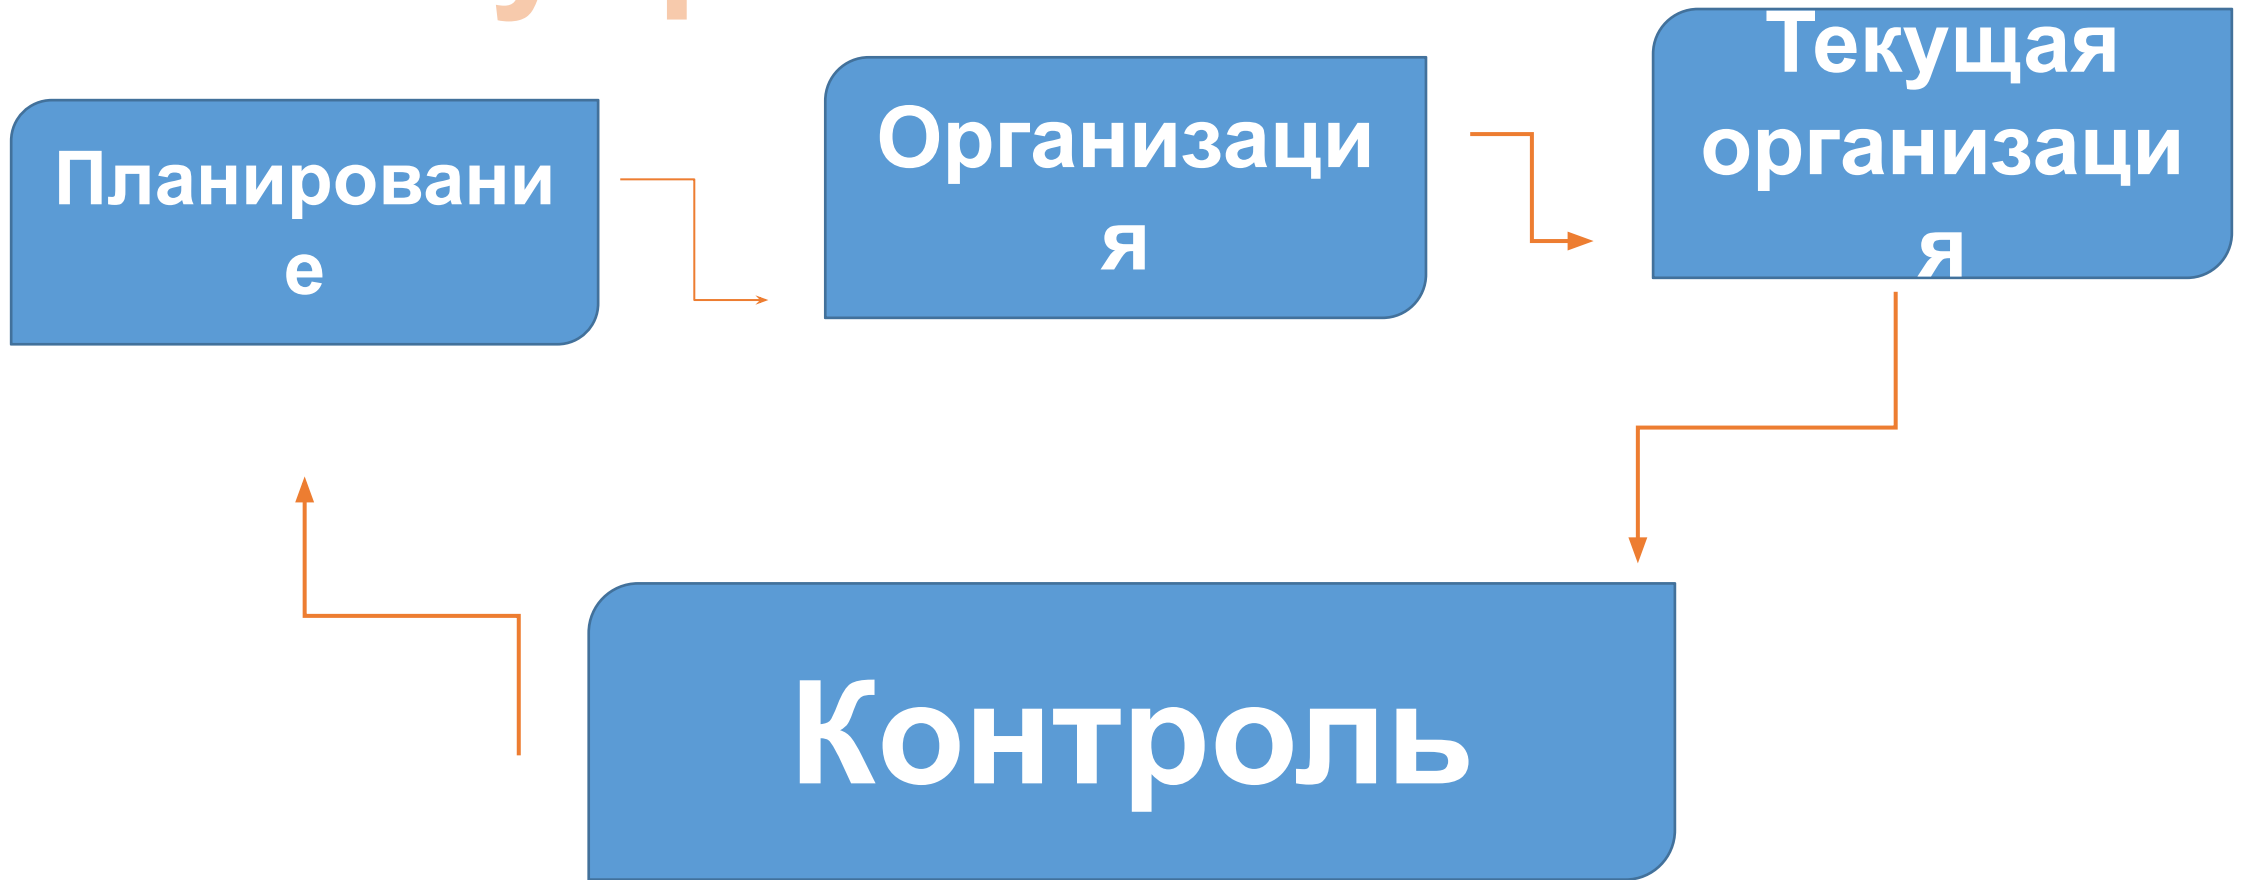 Планировани
е
Организаци
я
Текущая
организаци
я
Контроль